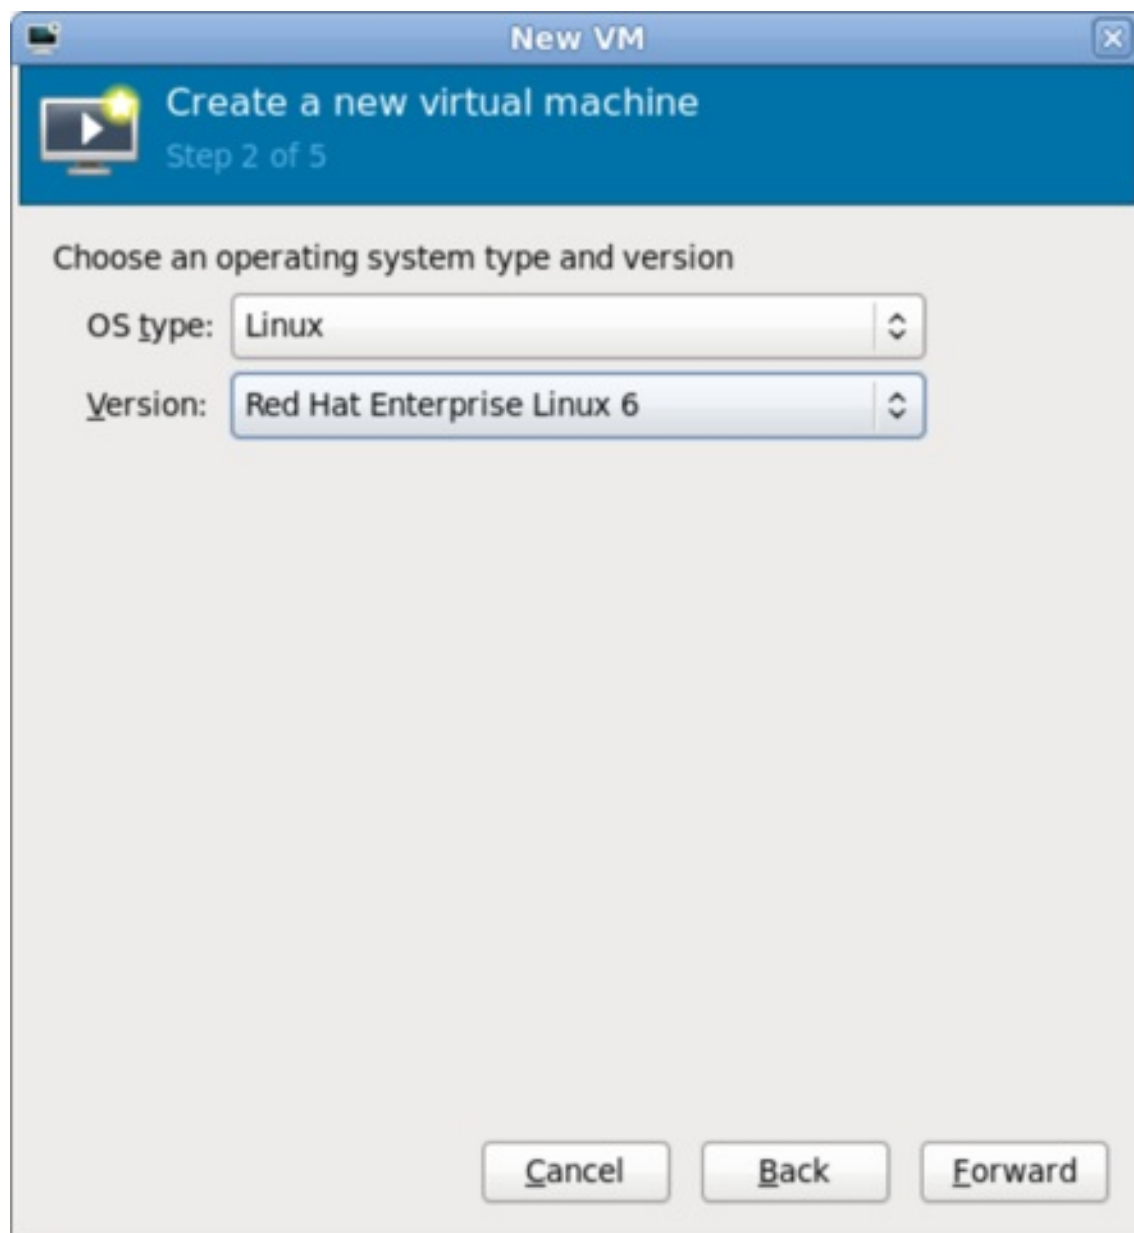 New VM
Create a new virtual machine
Step 2 of 5
Choose an operating system type and version
OS type: Linux
Version: Red Hat Enterprise Linux 6
Cancel Back Forward